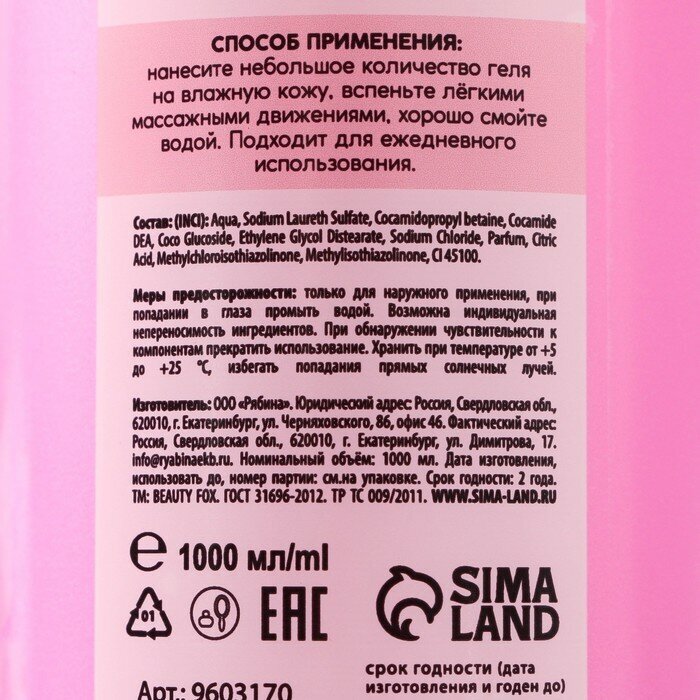 СПОСОБ ПРИМЕНЕНИЯ:
нанесите небольшое количество геля
на влажную кожу, вспеньте лёгкими
массажными движениями, хорошо смойте
водой. Подходит для ежедневного
использования.
Состав: (INCI): Aqua, Sodium Laureth Sulfate, Cocamidopropyl betaine, Cocamide
DEA, Coco Glucoside, Ethylene Glycol Distearate, Sodium Chloride, Parfum, Citric
Acid, Methylchloroisothiazolinone, Methylisothiazolinone, CI 45100.
Меры предосторожности: только для наружного применения, при
попадании в глаза промыть водой. Возможна индивидуальная
непереносимость ингредиентов. При обнаружении чувствительности к
компонентам прекратить использование. Хранить при температуре от +5
до +25 °С, избегать попадания прямых солнечных лучей.
Изготовитель: ООО «Рябина». Юридический адрес: Россия, Свердловская обл.,
620010, г. Екатеринбург, ул. Черняховского, 86, офис 46. Фактический адрес:
Россия, Свердловская обл., 620010, г. Екатеринбург, ул. Димитрова, 17.
info@ryabinaekb.ru. Номинальный объём: 1000 мл. Дата изготовления,
использовать до, номер партии: см.на упаковке. Срок годности: 2 года.
TM: BEAUTY FOX. ГОСТ 31696-2012. ТР ТС 009/2011. WWW.SIMA-LAND.RU
e 1000 мл/ml
01 EAC
SIMA
LAND
Арт.: 9603170
срок годности (дата
изготовления и годен до)